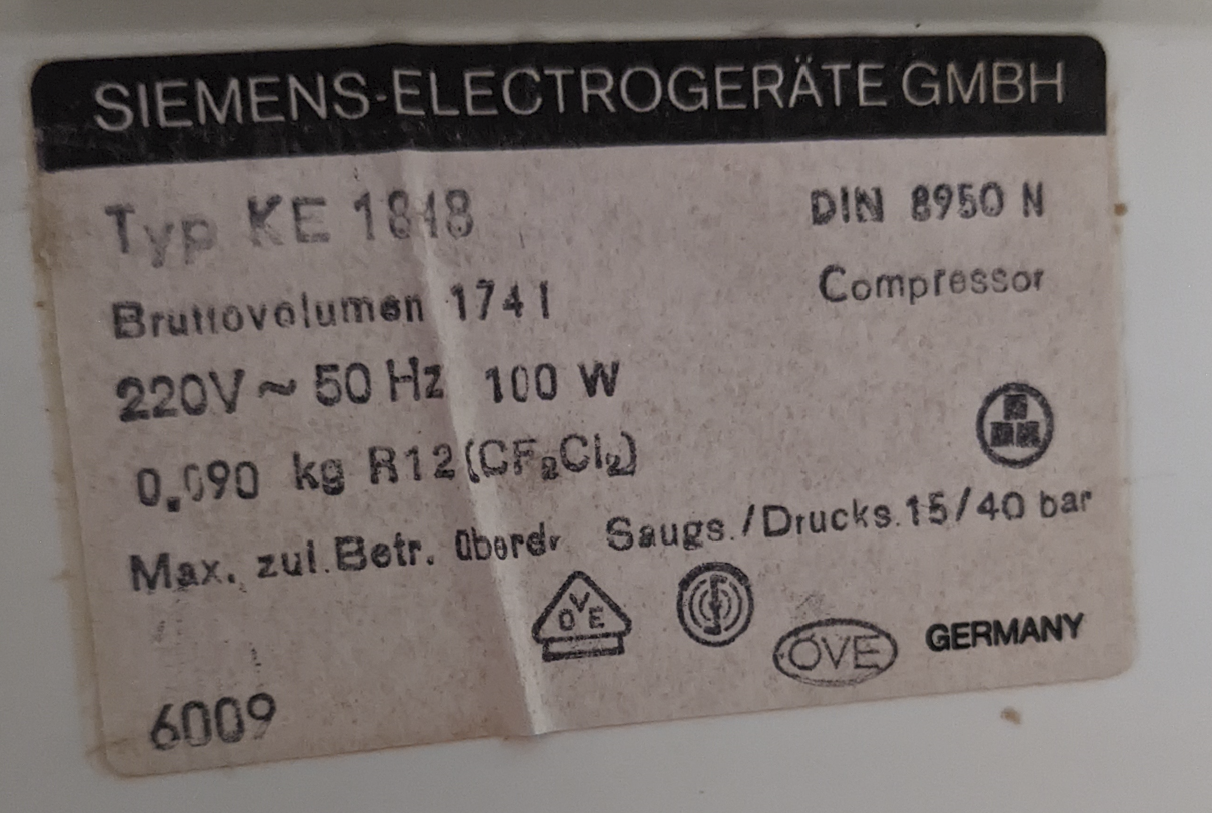 SIEMENS-ELECTROGERÄTE GMBH
Typ KE 1818 DIN 8950 N
Bruttovolumen 174 l Compressor
220V ~ 50 Hz 100 W
0.090 kg R12 (CF₂Cl₂)
Max. zul. Betr. überdr Saugs./Drucks. 15/40 bar
DVE
ÖVE GERMANY
6009